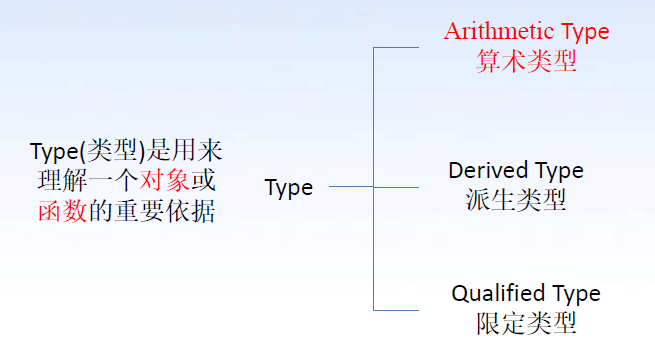 Type(类型)是用来
理解一个对象或
函数的重要依据
Type
Arithmetic Type
算术类型
Derived Type
派生类型
Qualified Type
限定类型